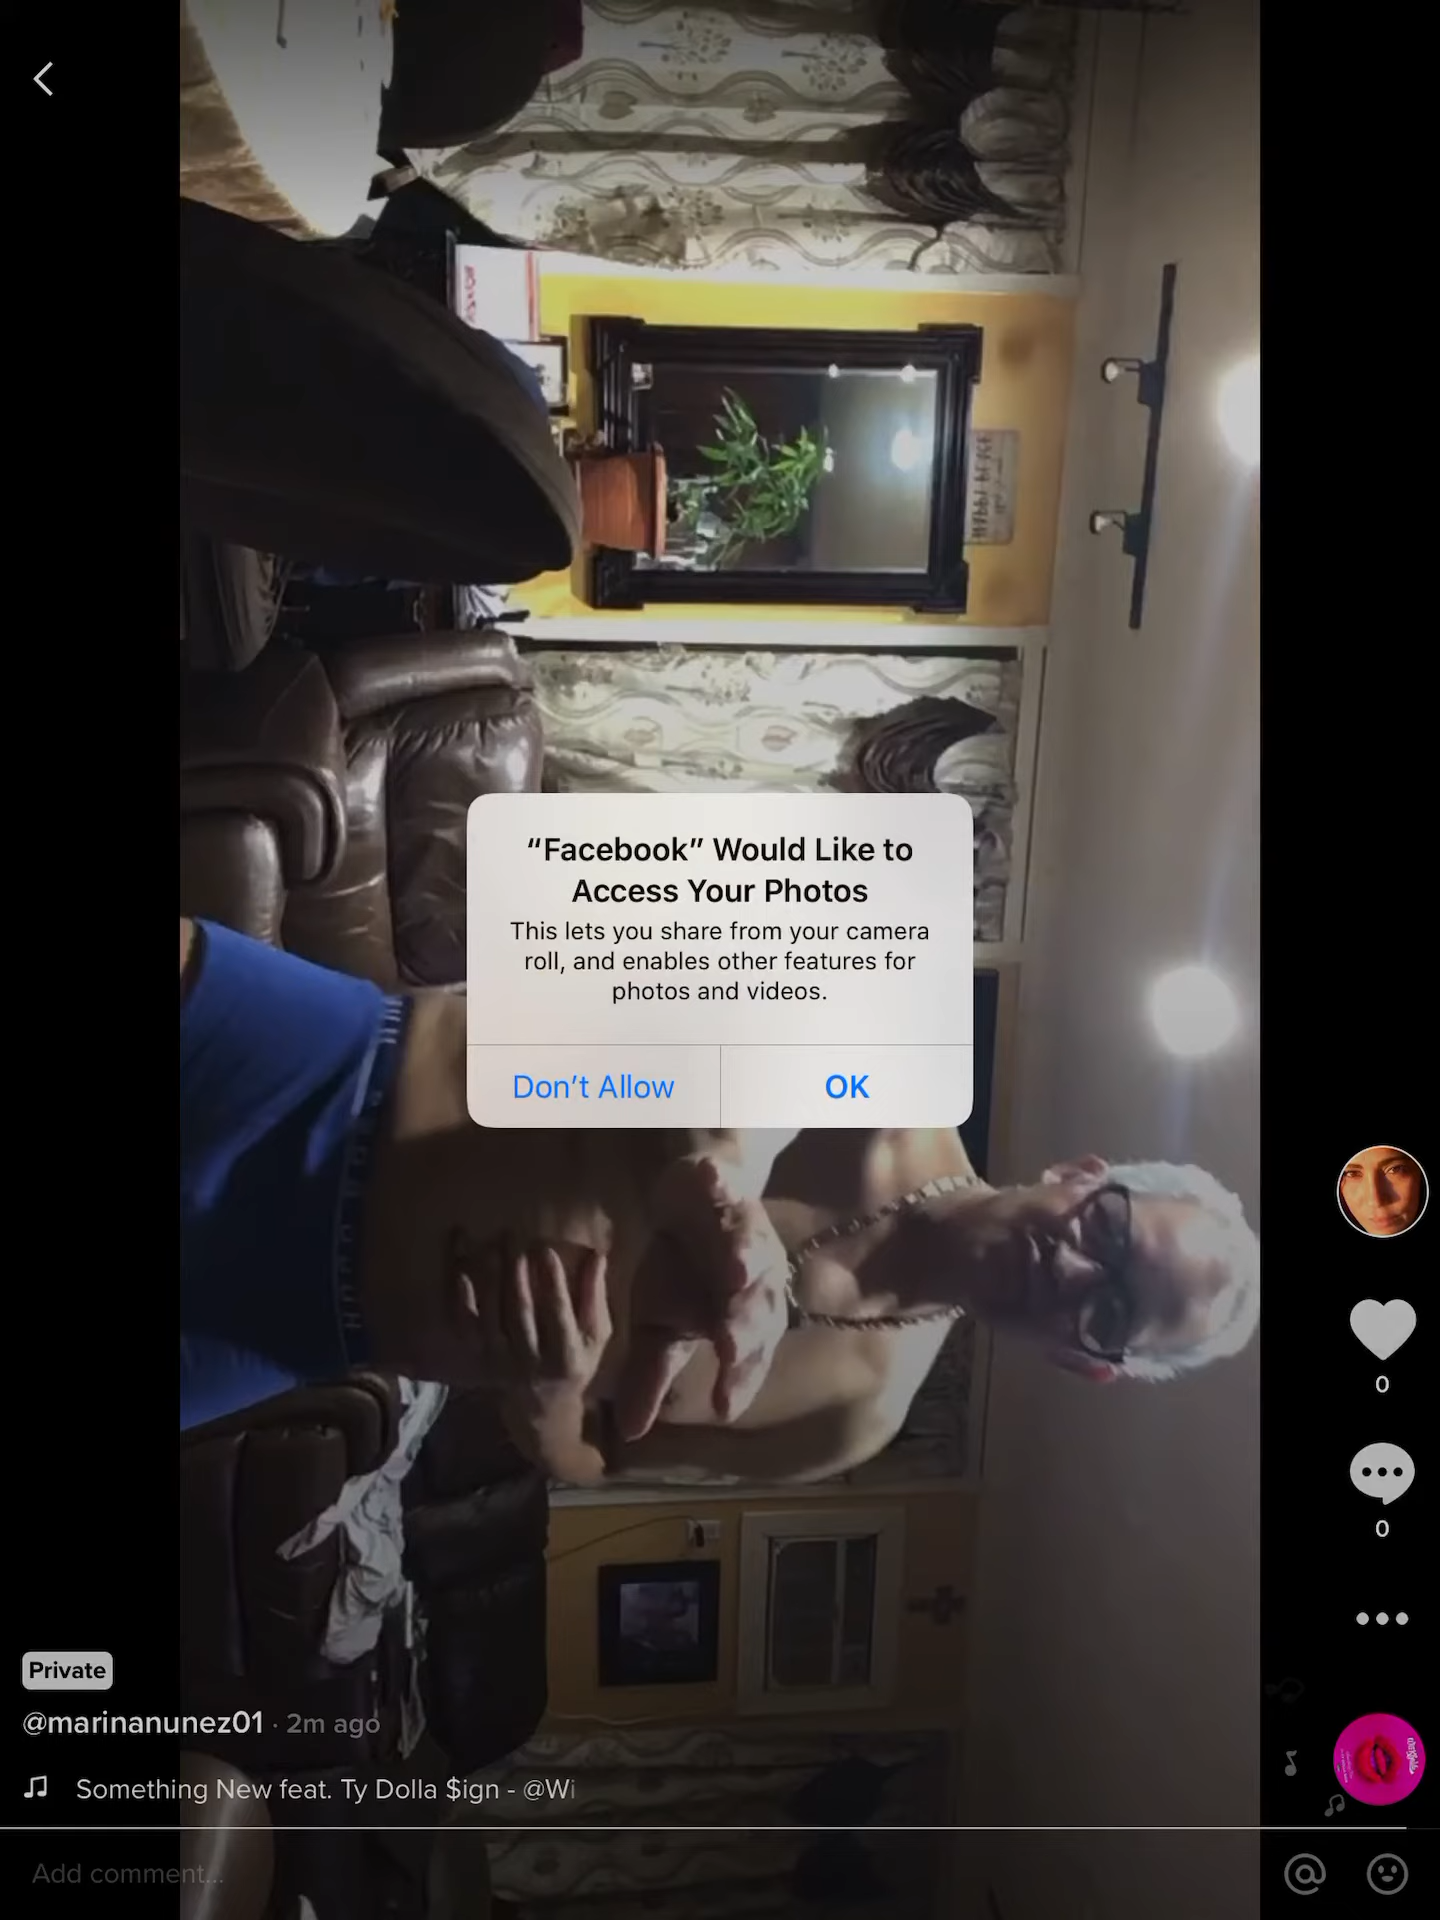 “Facebook” Would Like to
Access Your Photos
This lets you share from your camera
roll, and enables other features for
photos and videos.
Don’t Allow
OK
0
0
Private
@marinanunez01 · 2m ago
Something New feat. Ty Dolla $ign - @Wi
Add comment...